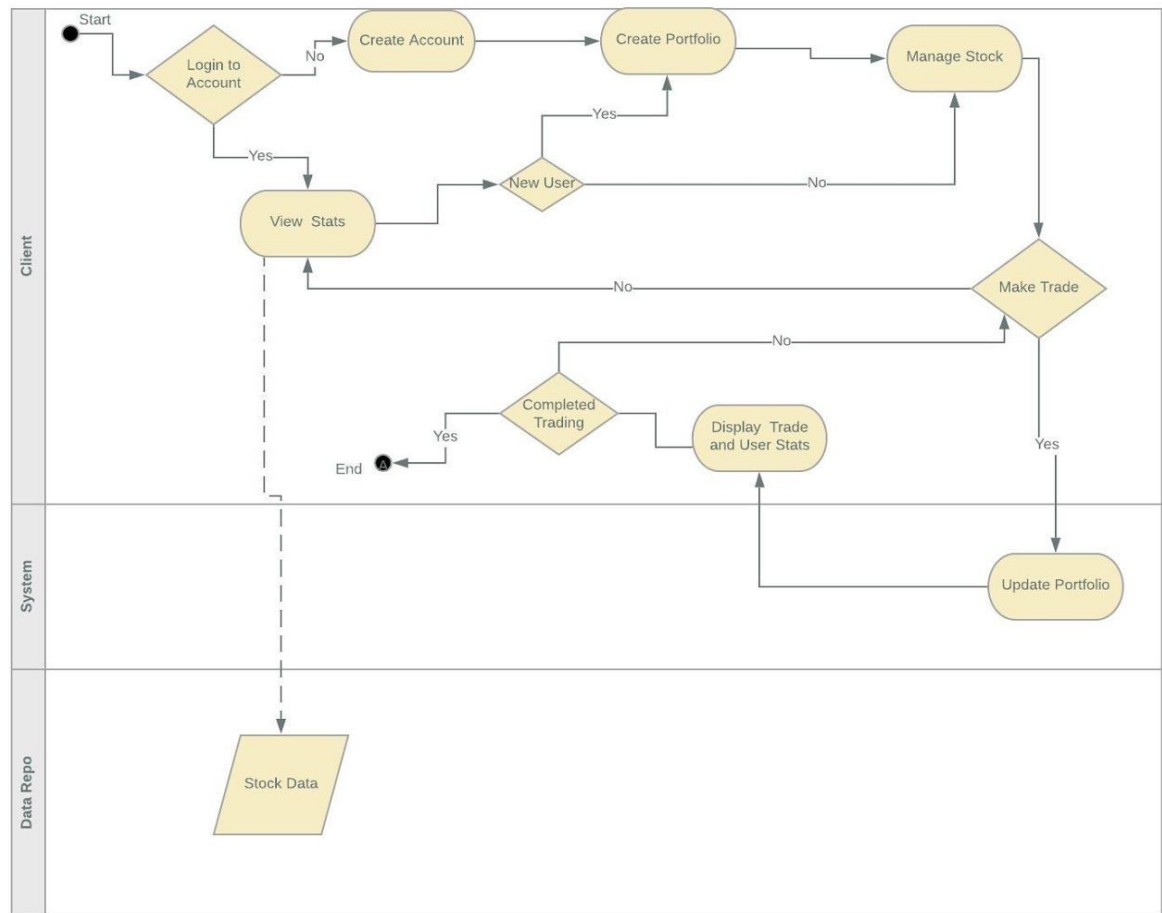 Start
Create Account
Create Portfolio
Manage Stock
Login to
Account
No
Yes
Yes
New User
No
View Stats
Client
No
Make Trade
No
Completed
Trading
Display Trade
and User Stats
Yes
Yes
End
A
System
Update Portfolio
Data Repo
Stock Data